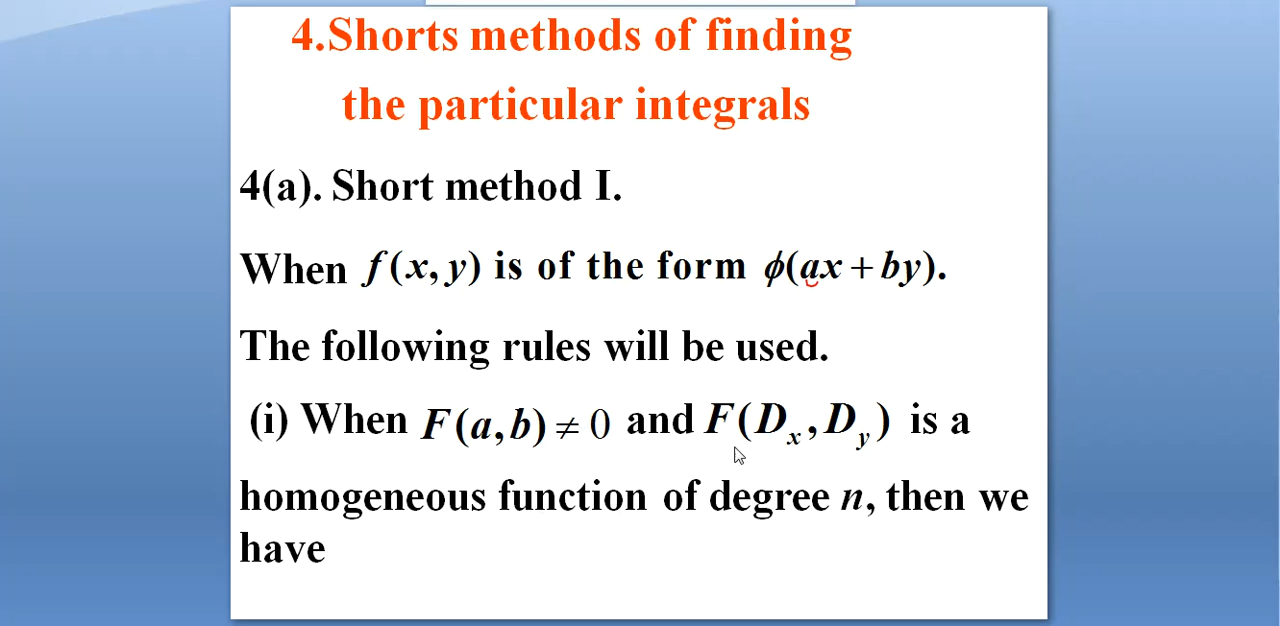 4.Shorts methods of finding
the particular integrals
4(a). Short method I.
When f(x, y) is of the form ϕ(ax + by).
The following rules will be used.
(i) When F(a,b) ≠ 0 and F(Dₓ, D_y) is a
homogeneous function of degree n, then we
have